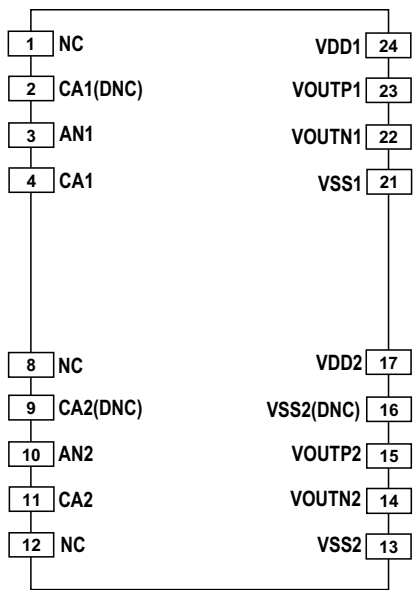 1 NC VDD1 24
2 CA1(DNC) VOUTP1 23
3 AN1 VOUTN1 22
4 CA1 VSS1 21
8 NC VDD2 17
9 CA2(DNC) VSS2(DNC) 16
10 AN2 VOUTP2 15
11 CA2 VOUTN2 14
12 NC VSS2 13